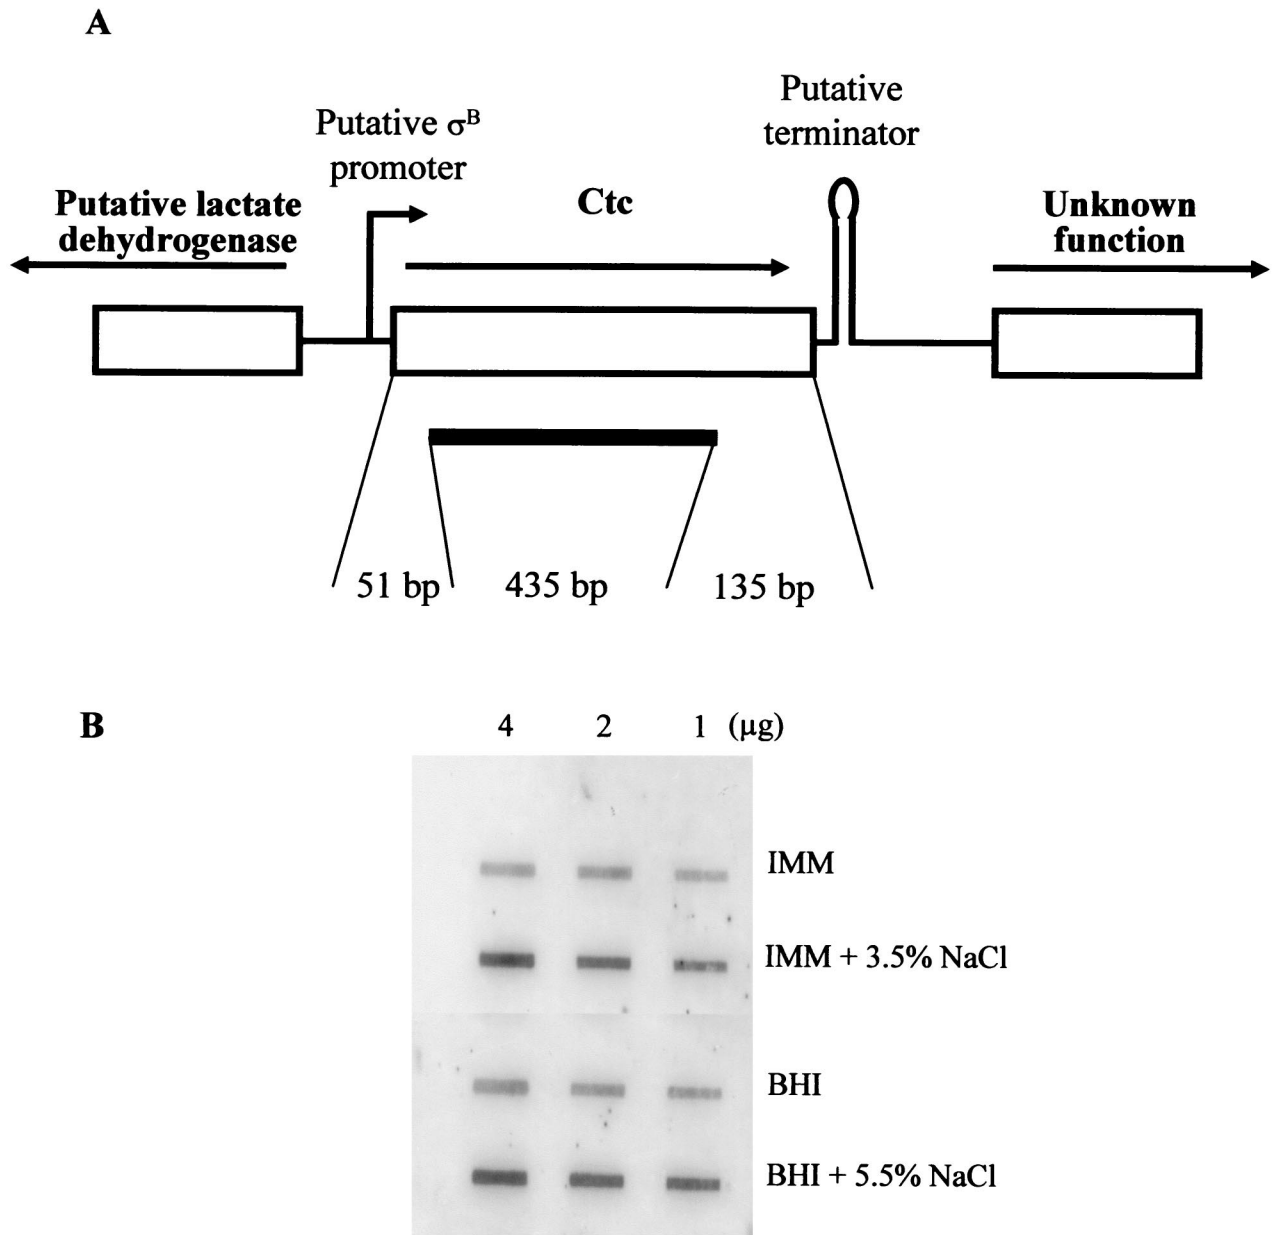 A
Putative σᴮ
promoter
Putative
terminator
Putative lactate
dehydrogenase
Ctc
Unknown
function
51 bp
435 bp
135 bp
B
4 2 1 (μg)
IMM
IMM + 3.5% NaCl
BHI
BHI + 5.5% NaCl